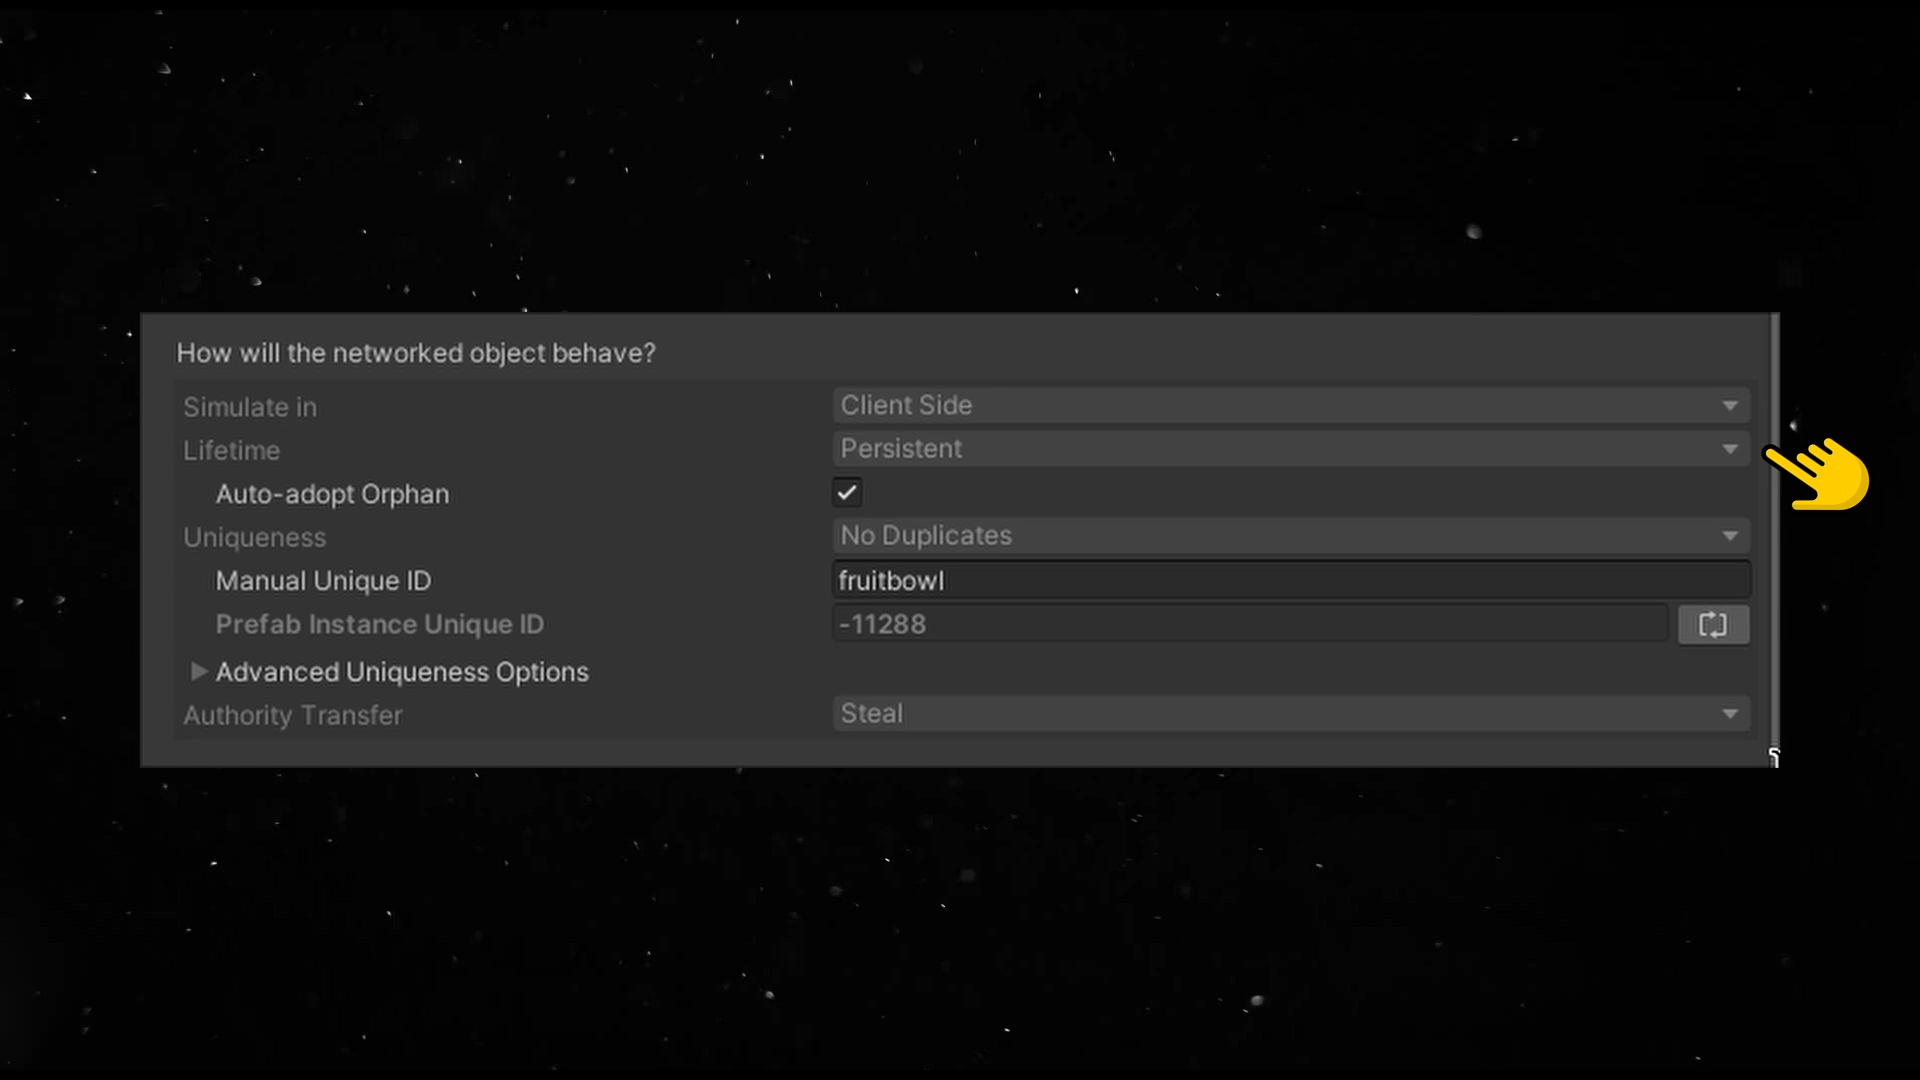 How will the networked object behave?
Simulate in Client Side
Lifetime Persistent
Auto-adopt Orphan
Uniqueness No Duplicates
Manual Unique ID fruitbowl
Prefab Instance Unique ID -11288
Advanced Uniqueness Options
Authority Transfer Steal